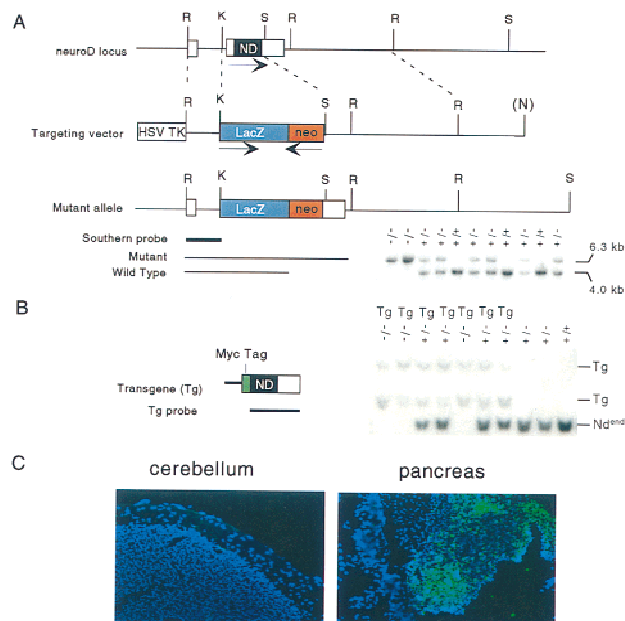 A
R K S R R S
neuroD locus
ND
R K S R R (N)
Targeting vector
HSV TK LacZ neo
R K S R R S
Mutant allele
LacZ neo
Southern probe
Mutant
Wild Type
-/- -/- -/+ -/+ +/+ -/+ -/+ +/+ -/+ +/+ -/+
6.3 kb
4.0 kb
B
Tg Tg Tg Tg Tg Tg Tg
-/- -/- -/+ -/+ -/- -/+ -/+ -/+ -/+ +/+
Myc Tag
Transgene (Tg)
ND
Tg probe
Tg
Tg
Nd end
C
cerebellum
pancreas